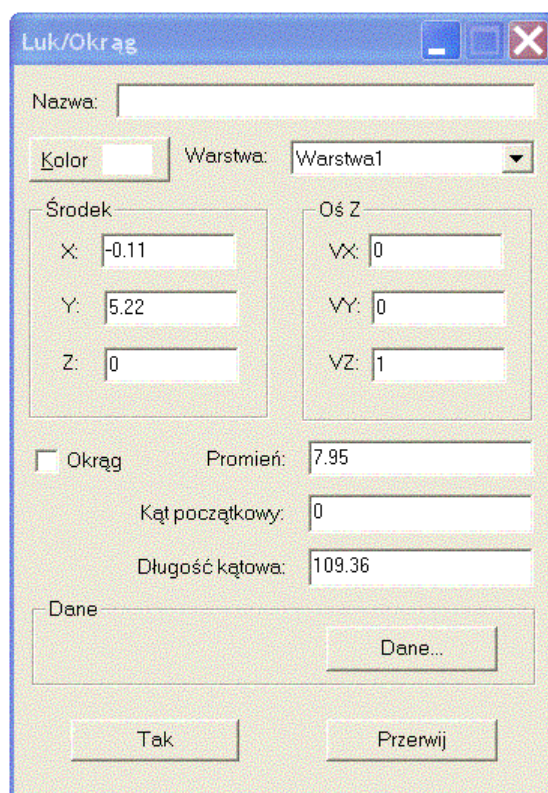 Luk/Okrąg
Nazwa:
Kolor Warstwa: Warstwa1
Środek Oś Z
X: -0.11 VX: 0
Y: 5.22 VY: 0
Z: 0 VZ: 1
Okrąg Promień: 7.95
Kąt początkowy: 0
Długość kątowa: 109.36
Dane
Dane...
Tak Przerwij